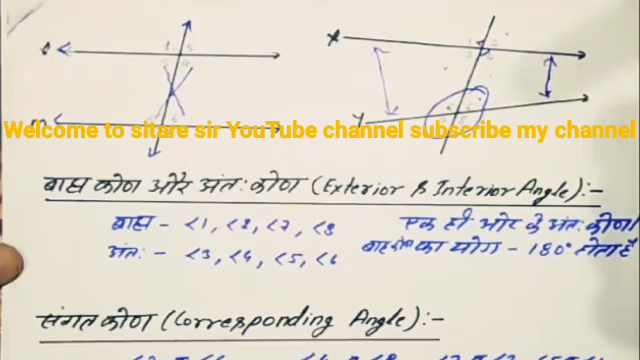 Welcome to sitare sir YouTube channel subscribe my channel
बाह्य कोण और अंत: कोण (Exterior & Interior Angle) :-
बाह्य - <1, <2, <7, <8
अंत: - <3, <4, <5, <6
एक ही ओर के अंत: कोण/
का योग - 180° होता है
संगत कोण (Corresponding Angle) :-